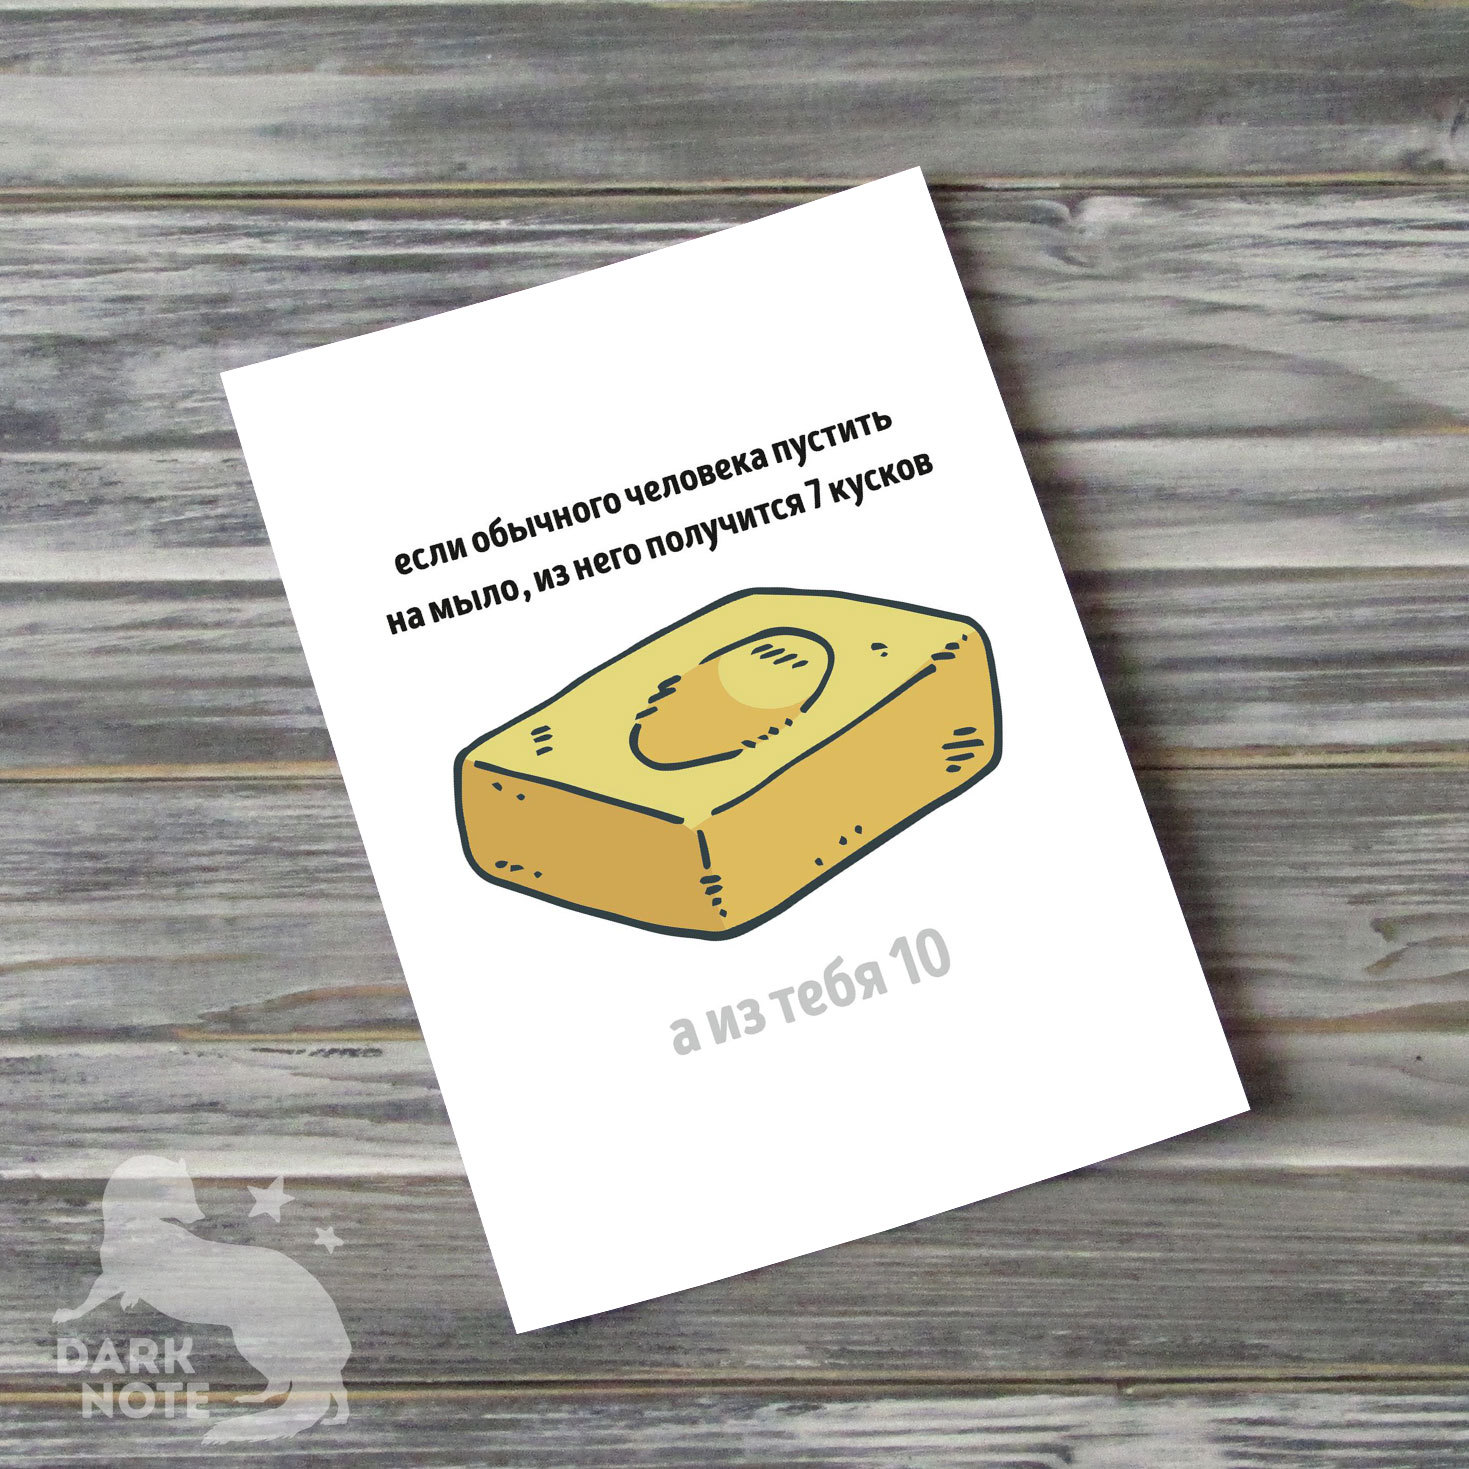 если обычного человека пустить
на мыло, из него получится 7 кусков
а из тебя 10
DARK
NOTE